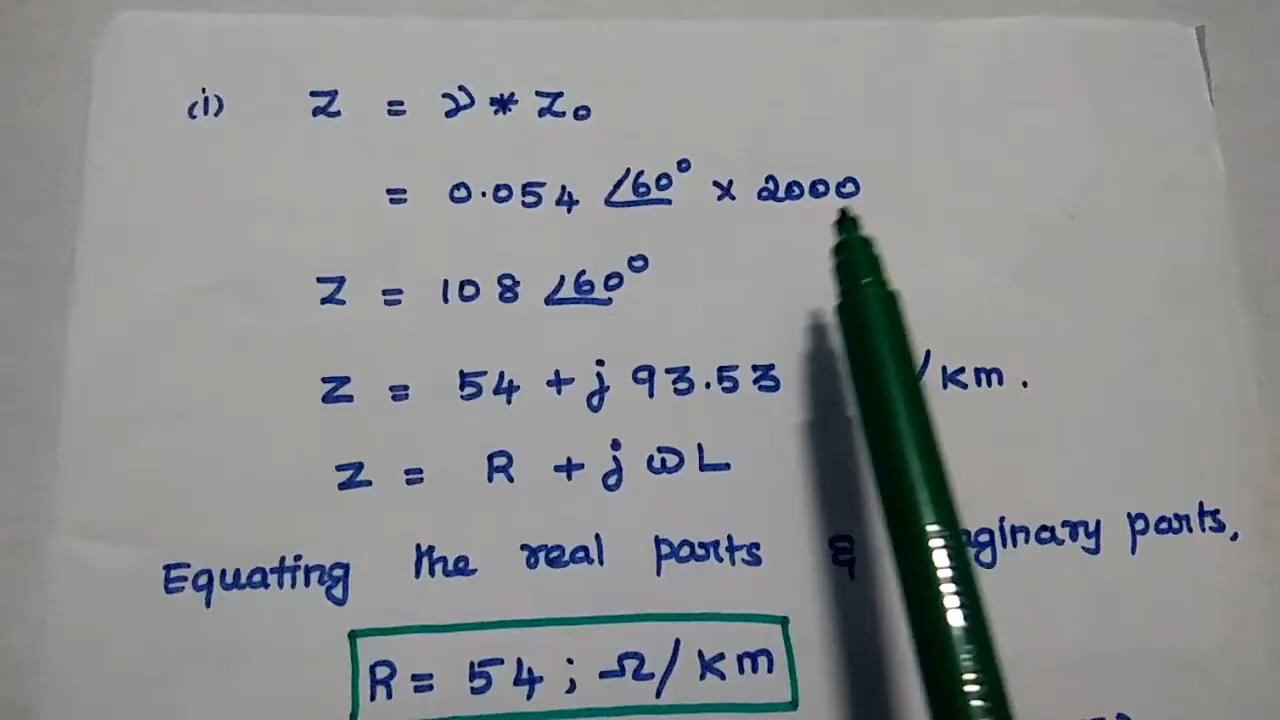 (i) Z = γ * Z₀
= 0.054 ∠60° × 2000
Z = 108 ∠60°
Z = 54 + j 93.53 /km.
Z = R + j ωL
Equating the real parts & parts,
R = 54 ; Ω/km